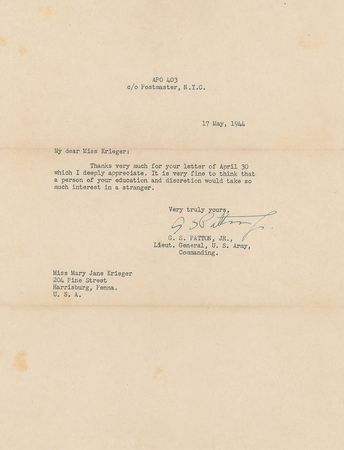 APO 403
c/o Postmaster, N.Y.C.
17 May, 1944
My dear Miss Krieger:
Thanks very much for your letter of April 30
which I deeply appreciate. It is very fine to think that
a person of your education and discretion would take so
much interest in a stranger.
Very truly yours,
G S Patton Jr.
G. S. PATTON, JR.,
Lieut. General, U. S. Army,
Commanding.
Miss Mary Jane Krieger
204 Pine Street
Harrisburg, Penna.
U. S. A.